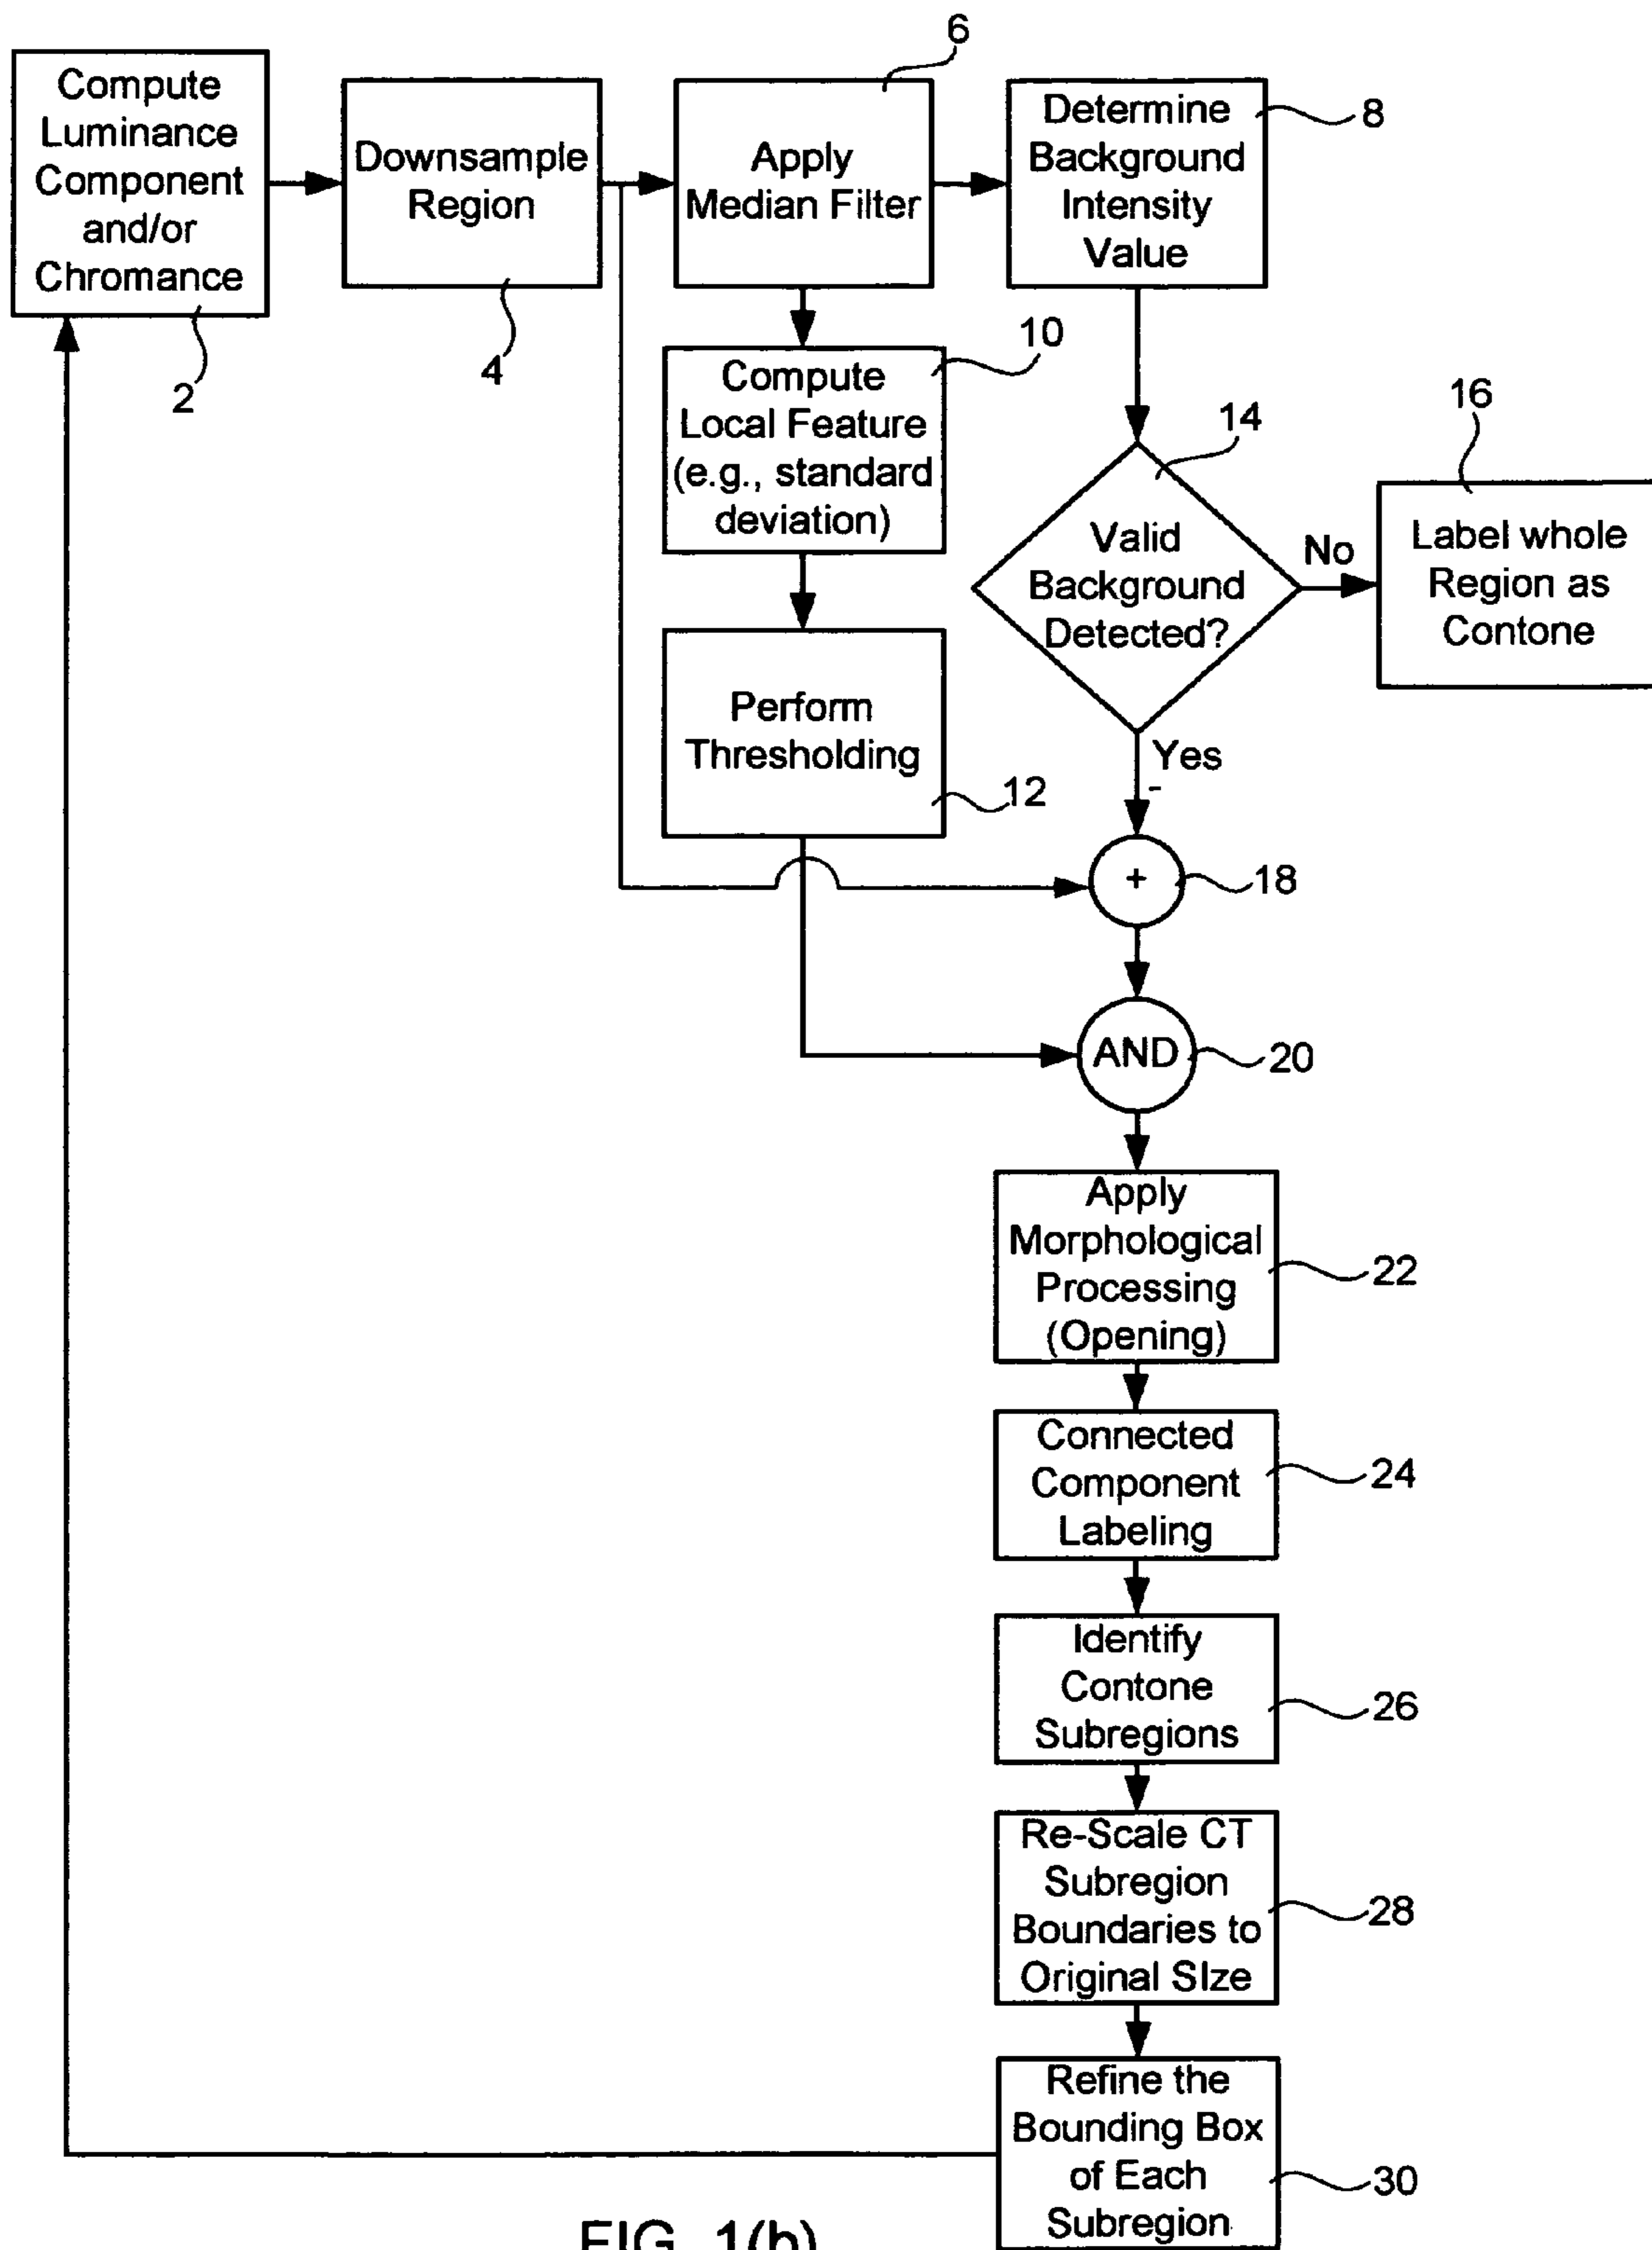 Compute
Luminance
Component
and/or
Chromance
2
Downsample
Region
4
6
Apply
Median Filter
Determine
Background
Intensity
Value
8
10
Compute
Local Feature
(e.g., standard
deviation)
Perform
Thresholding
12
14
Valid
Background
Detected?
No
16
Label whole
Region as
Contone
Yes
-
+
18
AND
20
Apply
Morphological
Processing
(Opening)
22
Connected
Component
Labeling
24
Identify
Contone
Subregions
26
Re-Scale CT
Subregion
Boundaries to
Original SIze
28
Refine the
Bounding Box
of Each
Subregion
30
FIG. 1(b)